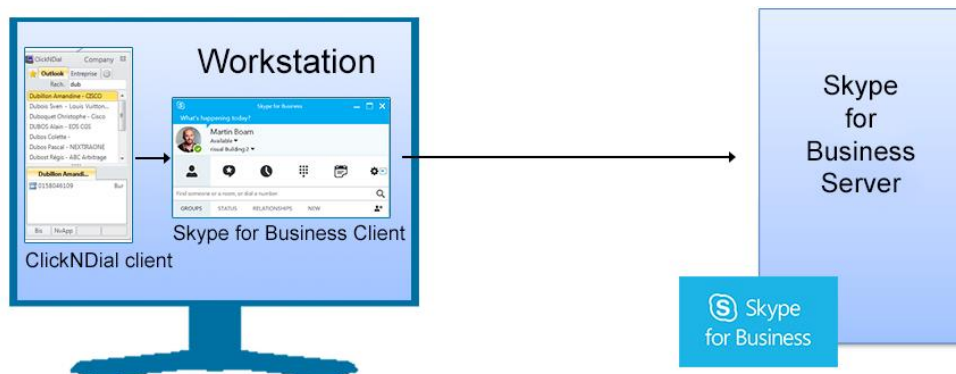 Workstation
ClickNDial Company
Outlook Entreprise
Rech. dub
Dubillon Amandine - CISCO
Dubois Sven - Louis Vuitton...
Duboquet Christophe - Coco
DUBOS Alain - EDS CGS
Dubos Colette -
Dubos Pascal - NEXTRAONE
Dubost Régis - ABC Arbitrage
Dubillon Amandi...
0158046109 Bur
Bis NvApp
ClickNDial client
Skype for Business
What's happening today?
Martin Boam
Available
Visual Building 2
Find someone or a room, or dial a number
GROUPS STATUS RELATIONSHIPS NEW
Skype for Business Client
Skype
for
Business
Server
Skype
for Business